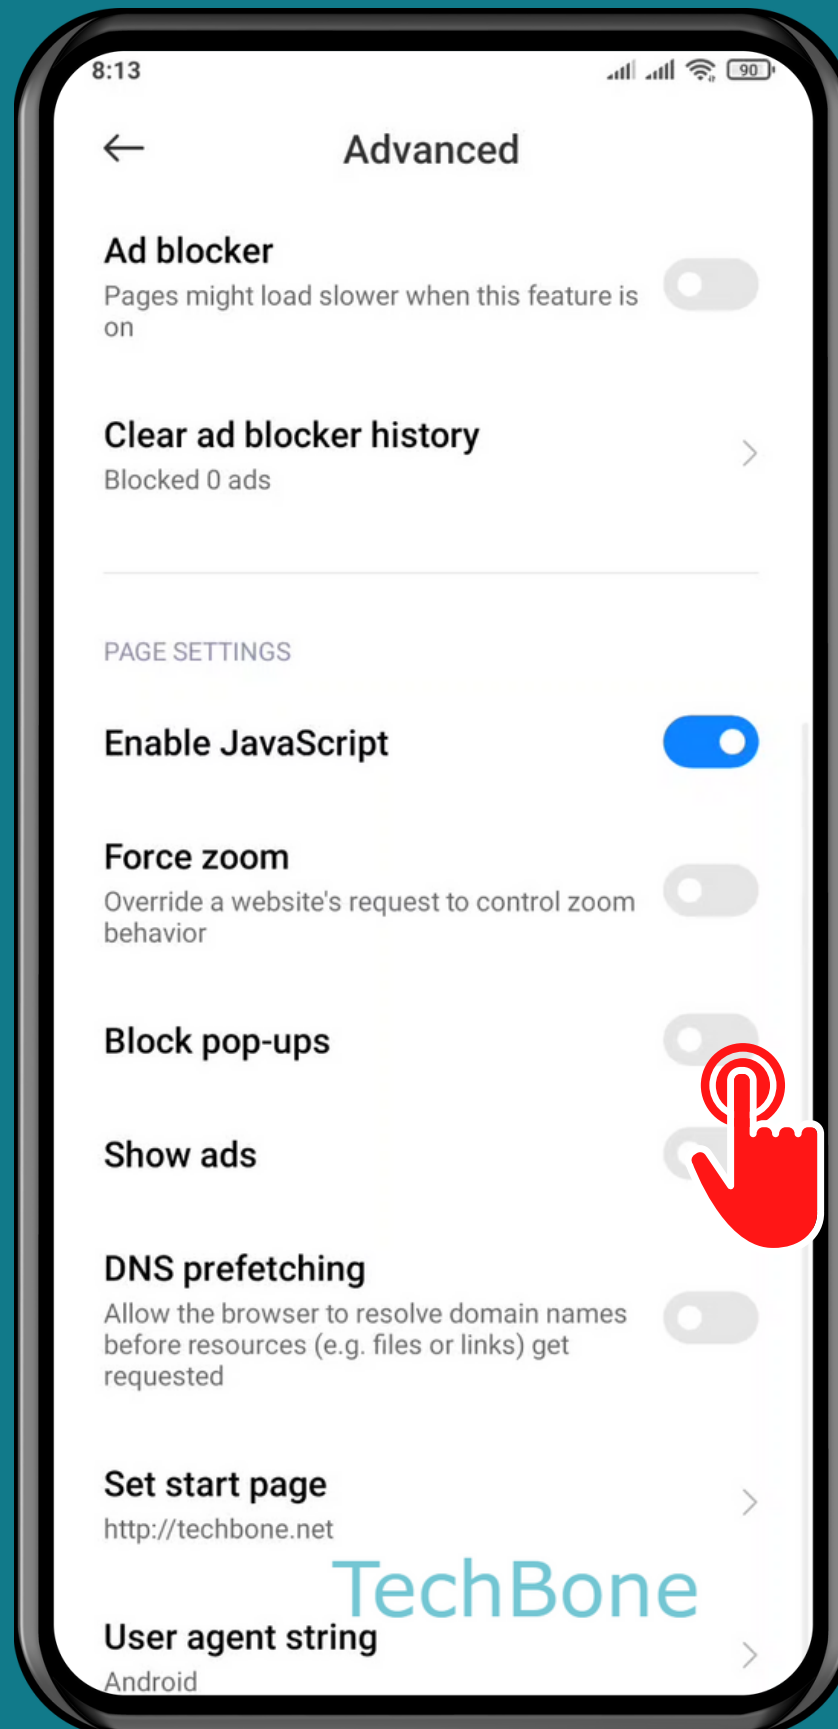 8:13
90
Advanced
Ad blocker
Pages might load slower when this feature is
on
Clear ad blocker history
Blocked 0 ads
PAGE SETTINGS
Enable JavaScript
Force zoom
Override a website's request to control zoom
behavior
Block pop-ups
Show ads
DNS prefetching
Allow the browser to resolve domain names
before resources (e.g. files or links) get
requested
Set start page
http://techbone.net
TechBone
User agent string
Android